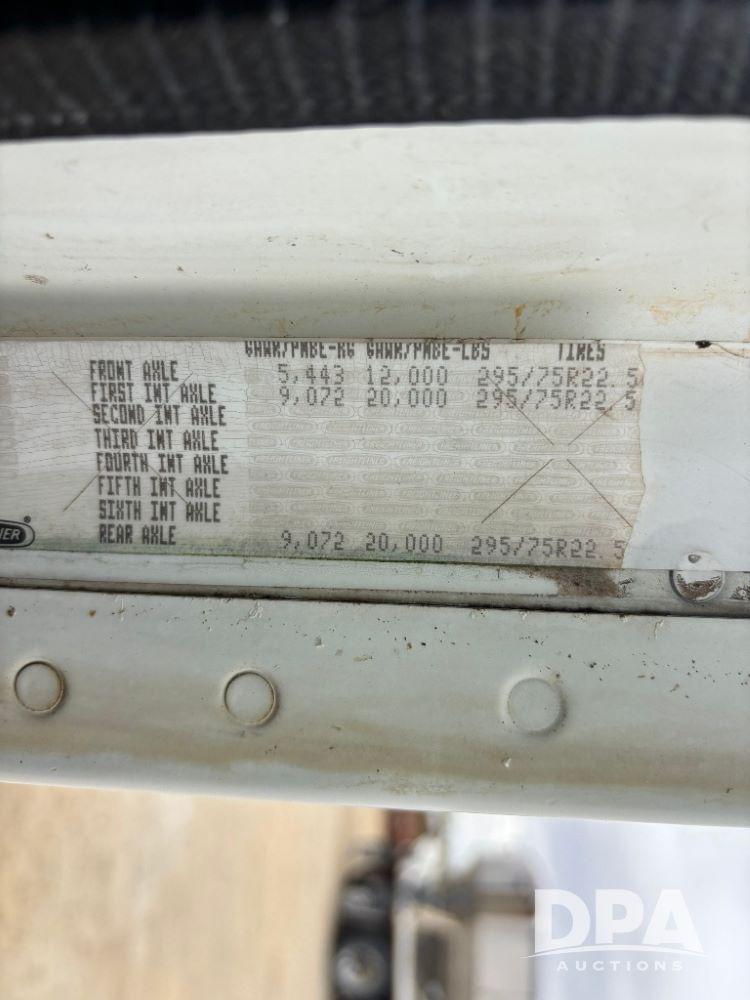 GAWR/PNBE-KG GAWR/PNBE-LBS TIRES
FRONT AXLE 5,443 12,000 295/75R22.5
FIRST INT AXLE 9,072 20,000 295/75R22.5
SECOND INT AXLE
THIRD INT AXLE
FOURTH INT AXLE
FIFTH INT AXLE
SIXTH INT AXLE
REAR AXLE 9,072 20,000 295/75R22.5
NER®
DPA
AUCTIONS